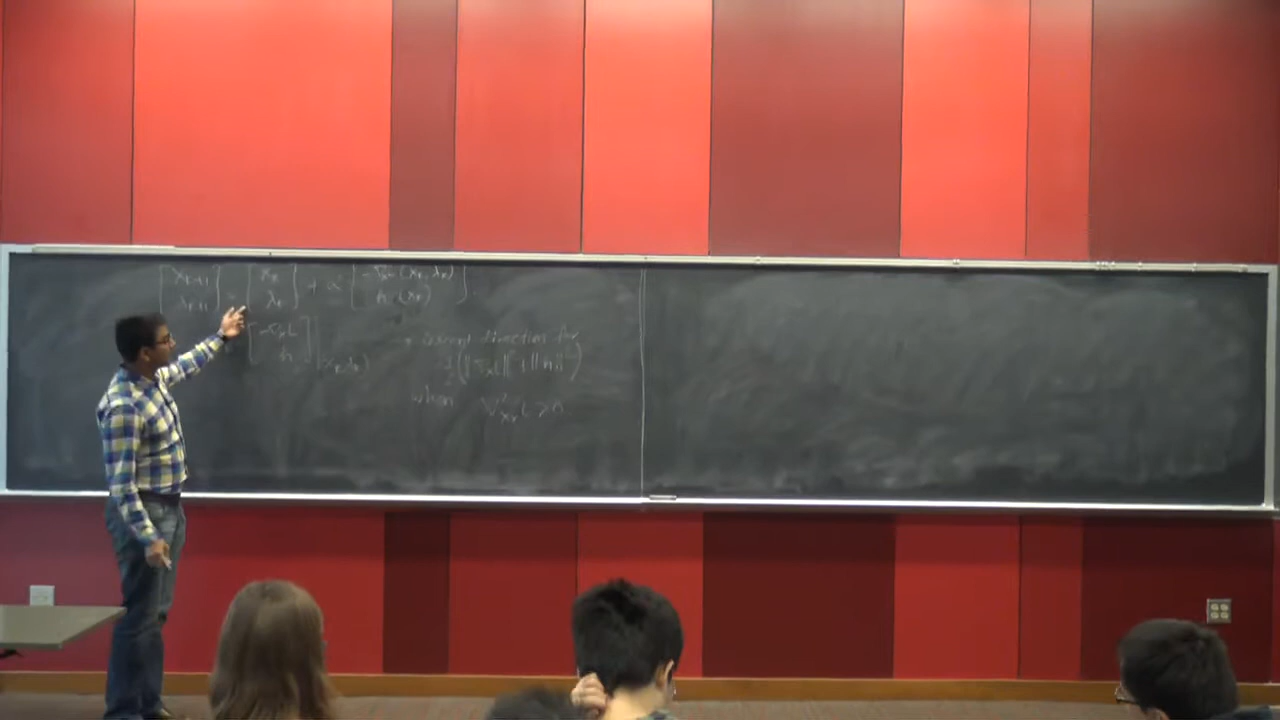 [x_{k+1} λ_{k+1}] = [x_k λ_k] + α [-∇_x L(x_k, λ_k) h(x_k)]
[-∇_x L h] |_{(x_k, λ_k)} descent direction for
½(||∇_x L||² + ||h||²)
when ∇²_{xx} L > 0.